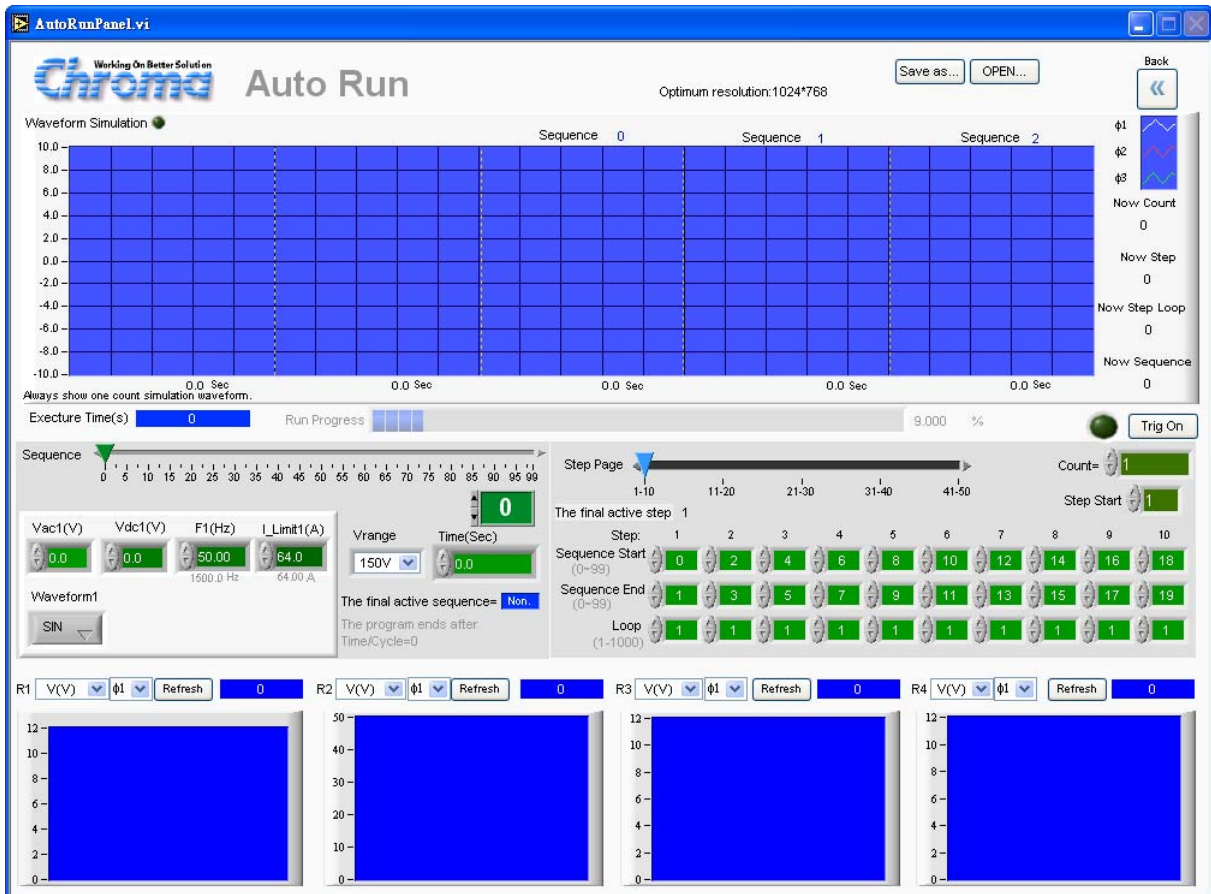 AutoRunPanel.vi
Working On Better Solution
Chroma
Auto Run
Optimum resolution:1024*768
Save as...
OPEN...
Back
Waveform Simulation
Sequence 0
Sequence 1
Sequence 2
ϕ1
ϕ2
ϕ3
10.0
8.0
6.0
4.0
2.0
0.0
-2.0
-4.0
-6.0
-8.0
-10.0
Now Count
0
Now Step
0
Now Step Loop
0
Now Sequence
0
0.0 Sec 0.0 Sec 0.0 Sec 0.0 Sec 0.0 Sec
Always show one count simulation waveform.
Execture Time(s) 0 Run Progress 9.000 % Trig On
Sequence
0 5 10 15 20 25 30 35 40 45 50 55 60 65 70 75 80 85 90 95 99
0
Vac1(V) Vdc1(V) F1(Hz) I_Limit1(A)
0.0 0.0 50.00 64.0
1500.0 Hz 64.00 A
Waveform1
SIN
Vrange Time(Sec)
150V 0.0
The final active sequence= Non.
The program ends after
Time/Cycle=0
Step Page
1-10 11-20 21-30 31-40 41-50
Count= 1
Step Start 1
The final active step 1
Step: 1 2 3 4 5 6 7 8 9 10
Sequence Start 0 2 4 6 8 10 12 14 16 18
(0~99)
Sequence End 1 3 5 7 9 11 13 15 17 19
(0~99)
Loop 1 1 1 1 1 1 1 1 1 1
(1-1000)
R1 V(V) ϕ1 Refresh 0
R2 V(V) ϕ1 Refresh 0
R3 V(V) ϕ1 Refresh 0
R4 V(V) ϕ1 Refresh 0
12
10
8
6
4
2
0
50
40
30
20
10
0
12
10
8
6
4
2
0
12
10
8
6
4
2
0